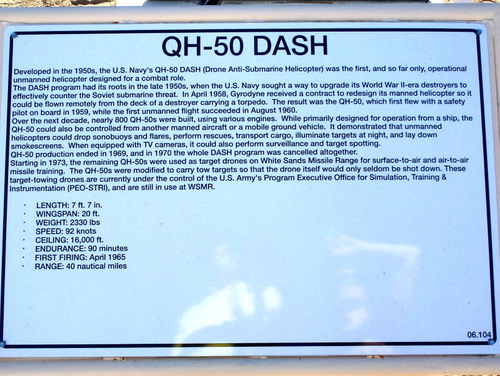 QH-50 DASH
Developed in the 1950s, the U.S. Navy's QH-50 DASH (Drone Anti-Submarine Helicopter) was the first, and so far only, operational
unmanned helicopter designed for a combat role.
The DASH program had its roots in the late 1950s, when the U.S. Navy sought a way to upgrade its World War II-era destroyers to
effectively counter the Soviet submarine threat. In April 1958, Gyrodyne received a contract to redesign its manned helicopter so it
could be flown remotely from the deck of a destroyer carrying a torpedo. The result was the QH-50, which first flew with a safety
pilot on board in 1959, while the first unmanned flight succeeded in August 1960.
Over the next decade, nearly 800 QH-50s were built, using various engines. While primarily designed for operation from a ship, the
QH-50 could also be controlled from another manned aircraft or a mobile ground vehicle. It demonstrated that unmanned
helicopters could drop sonobuoys and flares, perform rescues, transport cargo, illuminate targets at night, and lay down
smokescreens. When equipped with TV cameras, it could also perform surveillance and target spotting.
QH-50 production ended in 1969, and in 1970 the whole DASH program was cancelled altogether.
Starting in 1973, the remaining QH-50s were used as target drones on White Sands Missile Range for surface-to-air and air-to-air
missile training. The QH-50s were modified to carry tow targets so that the drone itself would only seldom be shot down. These
target-towing drones are currently under the control of the U.S. Army's Program Executive Office for Simulation, Training &
Instrumentation (PEO-STRI), and are still in use at WSMR.
· LENGTH: 7 ft. 7 in.
· WINGSPAN: 20 ft.
· WEIGHT: 2330 lbs
· SPEED: 92 knots
· CEILING: 16,000 ft.
· ENDURANCE: 90 minutes
· FIRST FIRING: April 1965
· RANGE: 40 nautical miles
06.104